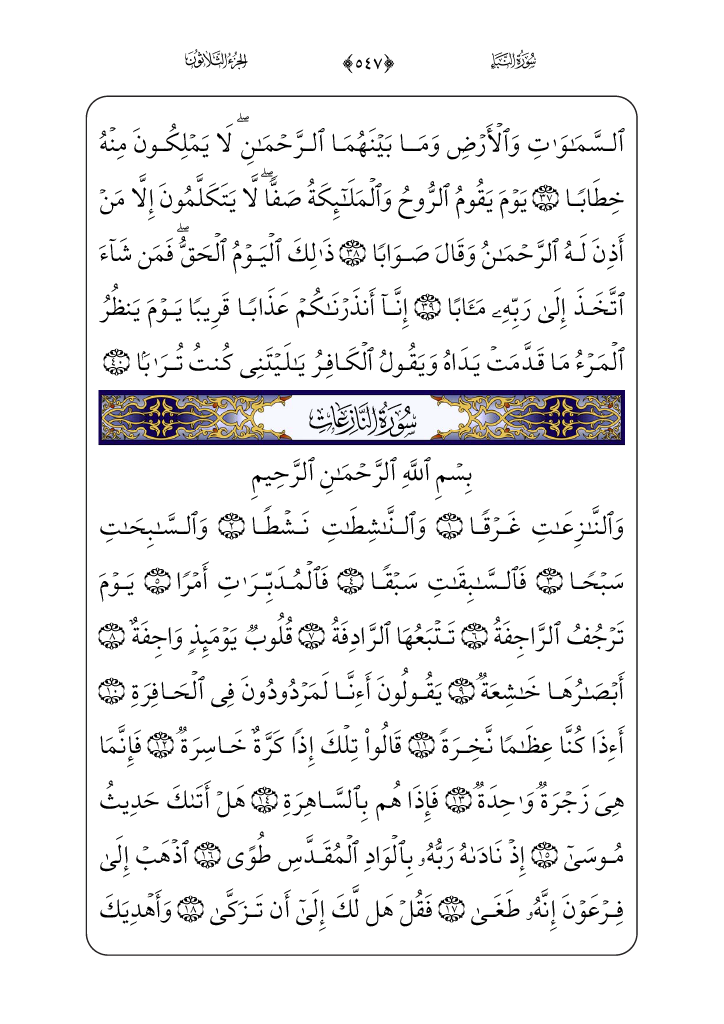 سُورَةُ النَّبَإِ
﴿٥٤٧﴾
الجُزْءُ الثَّلَاثُونَ
ٱلسَّمَٰوَٰتِ وَٱلْأَرْضِ وَمَا بَيْنَهُمَا ٱلرَّحْمَٰنِۖ لَا يَمْلِكُونَ مِنْهُ
خِطَابًا ٣٧ يَوْمَ يَقُومُ ٱلرُّوحُ وَٱلْمَلَٰٓئِكَةُ صَفًّاۖ لَّا يَتَكَلَّمُونَ إِلَّا مَنْ
أَذِنَ لَهُ ٱلرَّحْمَٰنُ وَقَالَ صَوَابًا ٣٨ ذَٰلِكَ ٱلْيَوْمُ ٱلْحَقُّۖ فَمَن شَآءَ
ٱتَّخَذَ إِلَىٰ رَبِّهِۦ مَـَٔابًا ٣٩ إِنَّآ أَنذَرْنَٰكُمْ عَذَابًا قَرِيبًا يَوْمَ يَنظُرُ
ٱلْمَرْءُ مَا قَدَّمَتْ يَدَاهُ وَيَقُولُ ٱلْكَافِرُ يَٰلَيْتَنِى كُنتُ تُرَٰبًۢا ٤٠
سُورَةُ النَّازِعَاتِ
بِسْمِ ٱللَّهِ ٱلرَّحْمَٰنِ ٱلرَّحِيمِ
وَٱلنَّٰزِعَٰتِ غَرْقًا ١ وَٱلنَّٰشِطَٰتِ نَشْطًا ٢ وَٱلسَّٰبِحَٰتِ
سَبْحًا ٣ فَٱلسَّٰبِقَٰتِ سَبْقًا ٤ فَٱلْمُدَبِّرَٰتِ أَمْرًا ٥ يَوْمَ
تَرْجُفُ ٱلرَّاجِفَةُ ٦ تَتْبَعُهَا ٱلرَّادِفَةُ ٧ قُلُوبٌ يَوْمَئِذٍ وَاجِفَةٌ ٨
أَبْصَٰرُهَا خَٰشِعَةٌ ٩ يَقُولُونَ أَءِنَّا لَمَرْدُودُونَ فِى ٱلْحَافِرَةِ ١٠
أَءِذَا كُنَّا عِظَٰمًا نَّخِرَةً ١١ قَالُوا۟ تِلْكَ إِذًا كَرَّةٌ خَاسِرَةٌ ١٢ فَإِنَّمَا
هِىَ زَجْرَةٌ وَٰحِدَةٌ ١٣ فَإِذَا هُم بِٱلسَّاهِرَةِ ١٤ هَلْ أَتَىٰكَ حَدِيثُ
مُوسَىٰٓ ١٥ إِذْ نَادَىٰهُ رَبُّهُۥ بِٱلْوَادِ ٱلْمُقَدَّسِ طُوًى ١٦ ٱذْهَبْ إِلَىٰ
فِرْعَوْنَ إِنَّهُۥ طَغَىٰ ١٧ فَقُلْ هَل لَّكَ إِلَىٰٓ أَن تَزَكَّىٰ ١٨ وَأَهْدِيَكَ